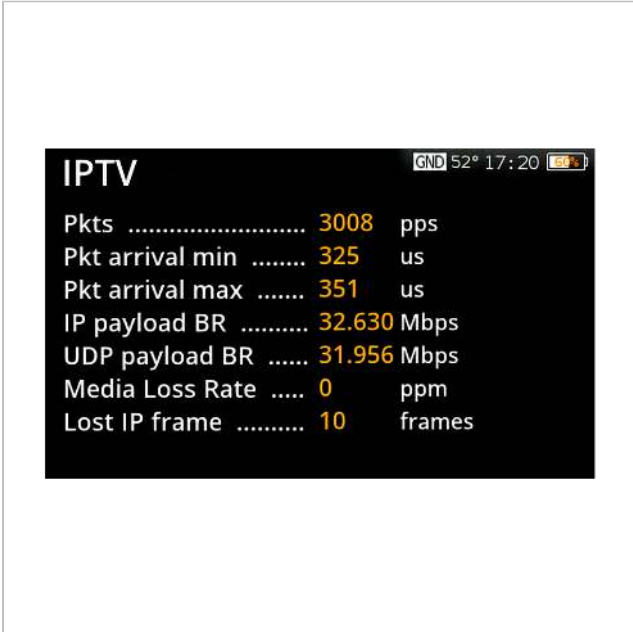 IPTV GND 52° 17:20 60%
Pkts .......................... 3008 pps
Pkt arrival min ........ 325 us
Pkt arrival max ....... 351 us
IP payload BR .......... 32.630 Mbps
UDP payload BR ...... 31.956 Mbps
Media Loss Rate ..... 0 ppm
Lost IP frame .......... 10 frames